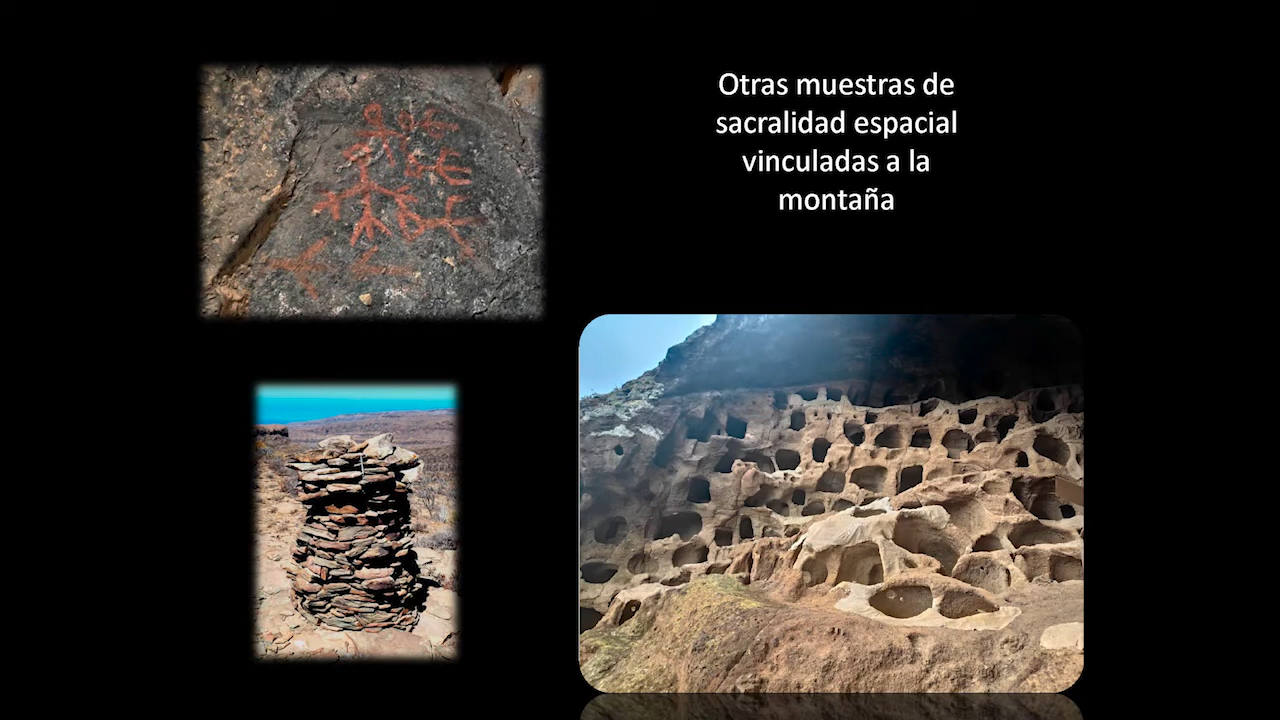 Otras muestras de
sacralidad espacial
vinculadas a la
montaña